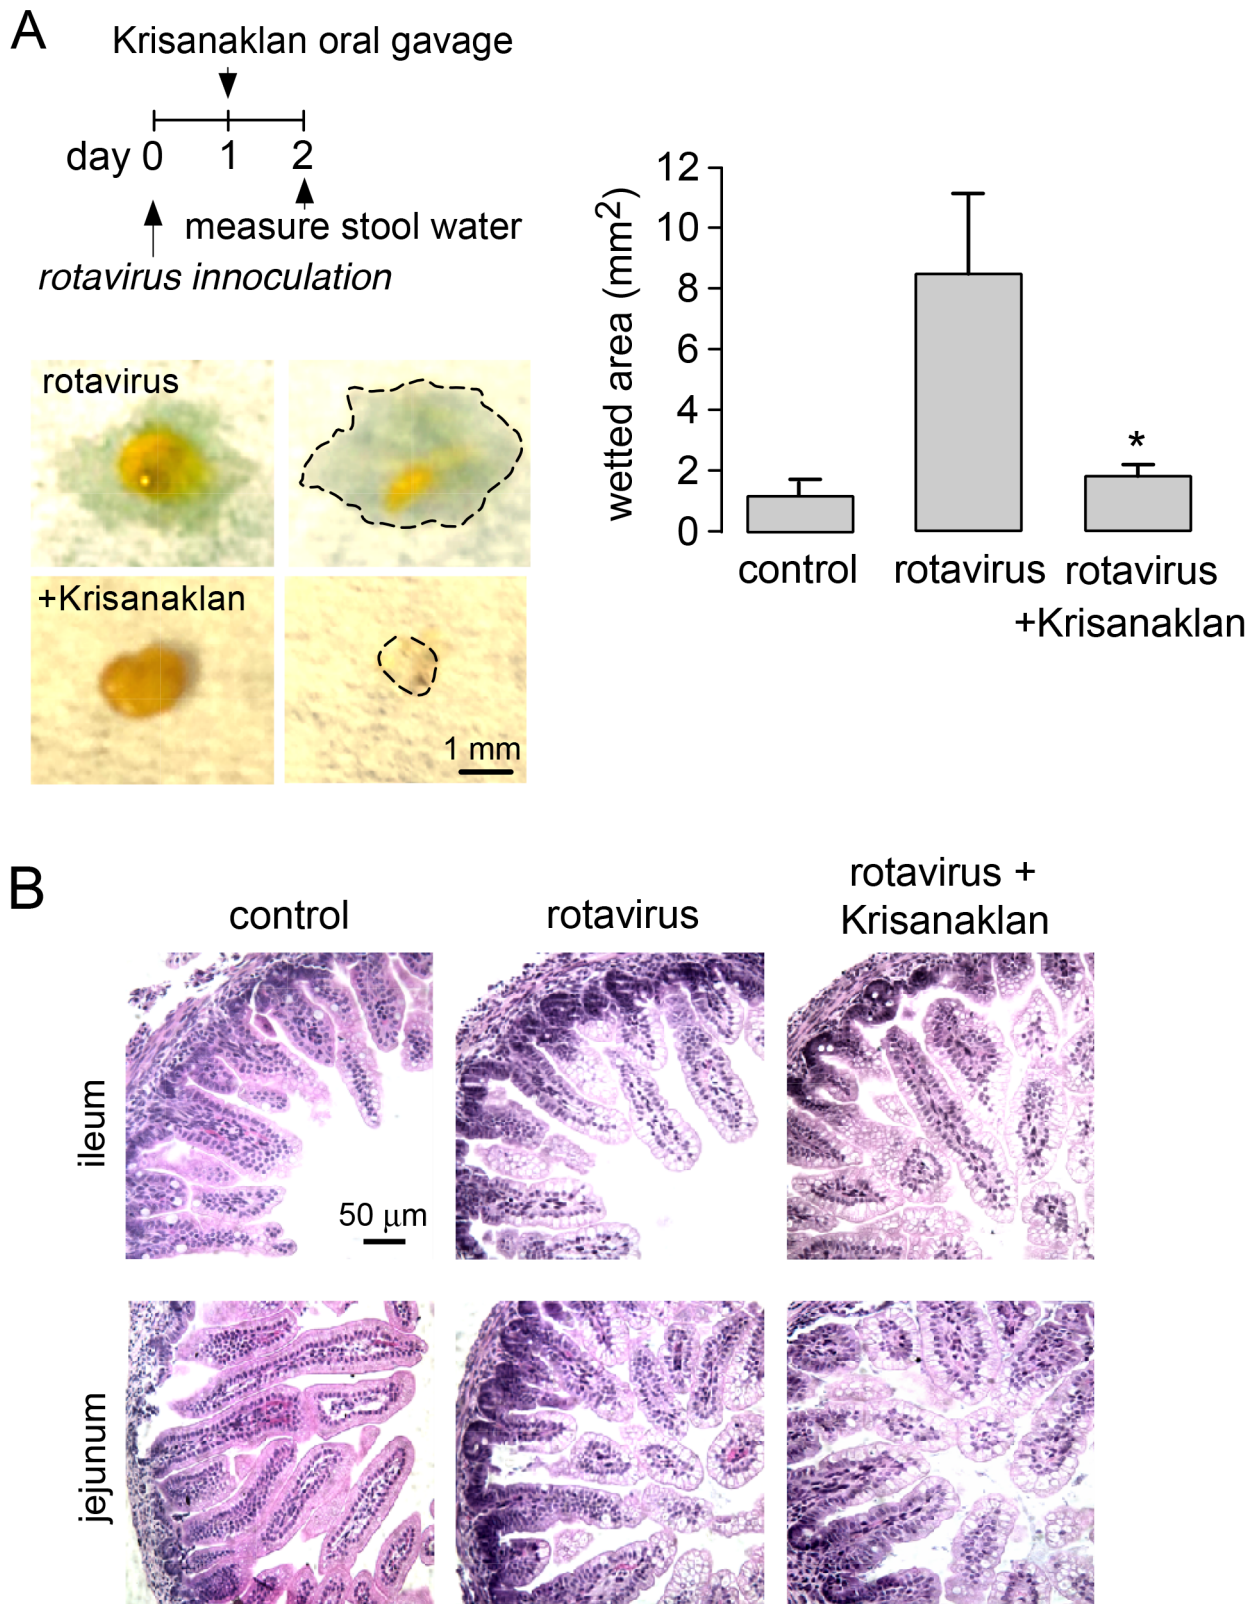 A
Krisanaklan oral gavage
day 0 1 2
measure stool water
rotavirus innoculation
rotavirus
+Krisanaklan
1 mm
wetted area (mm2)
12
10
8
6
4
2
0
*
control rotavirus rotavirus
+Krisanaklan
B
control
rotavirus
rotavirus +
Krisanaklan
ileum
50 μm
jejunum